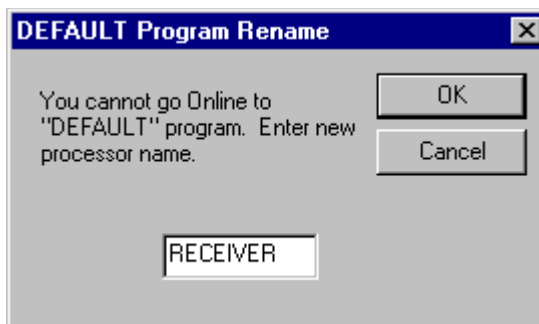 DEFAULT Program Rename
You cannot go Online to
"DEFAULT" program. Enter new
processor name.
OK
Cancel
RECEIVER